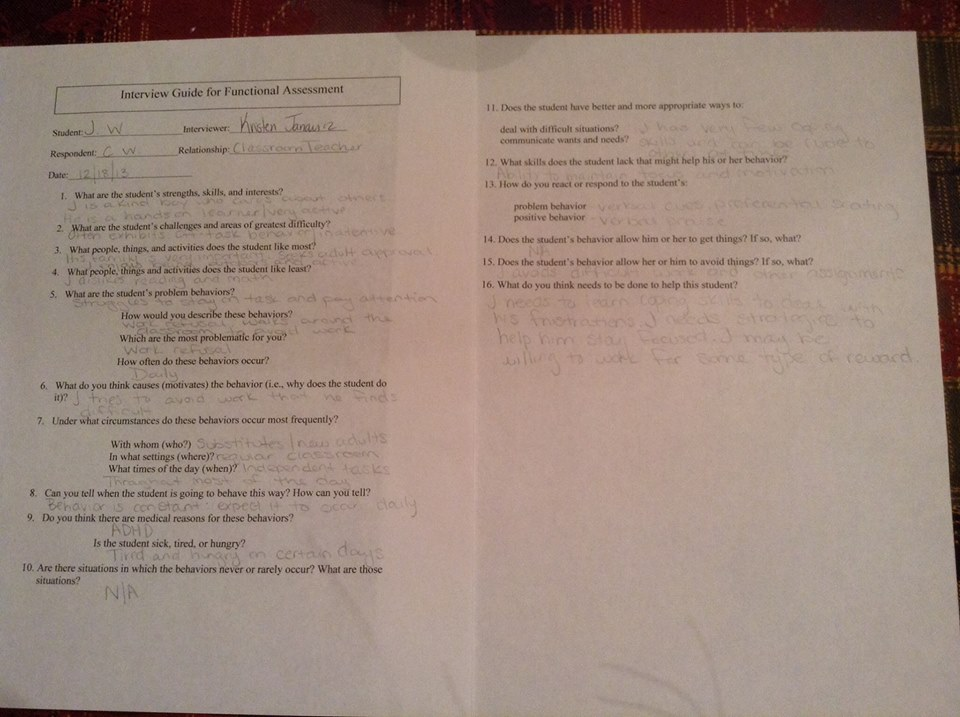 Interview Guide for Functional Assessment
Student: J. W Interviewer: Kristen
Respondent: C. W. Relationship: Classroom Teacher
Date: 12/18/13
1. What are the student's strengths, skills, and interests?
J is a kind boy who cares about others.
He is a hands on learner/very active
2. What are the student's challenges and areas of greatest difficulty?
Often exhibits off-task behavior/inattentive
3. What people, things, and activities does the student like most?
His family is very important. Seeks adult approval.
4. What people, things and activities does the student like least?
J dislikes reading and math
5. What are the student's problem behaviors?
Struggles to stay on task and pay attention
How would you describe these behaviors?
Work refusal, walks around the
classroom to avoid work
Which are the most problematic for you?
Work refusal
How often do these behaviors occur?
Daily
6. What do you think causes (motivates) the behavior (i.e., why does the student do
it)? J tries to avoid work that he finds
difficult
7. Under what circumstances do these behaviors occur most frequently?
With whom (who?) Substitutes/new adults
In what settings (where)? regular classroom
What times of the day (when)? Independent tasks
Throughout most of the day
8. Can you tell when the student is going to behave this way? How can you tell?
Behavior is constant expect it to occur daily
9. Do you think there are medical reasons for these behaviors?
ADHD
Is the student sick, tired, or hungry?
Tired and hungry on certain days
10. Are there situations in which the behaviors never or rarely occur? What are those
situations?
N/A
11. Does the student have better and more appropriate ways to:
deal with difficult situations? J has very few coping
communicate wants and needs? skills and can be rude to
12. What skills does the student lack that might help his or her behavior?
Ability to maintain focus and motivation
13. How do you react or respond to the student's:
problem behavior - verbal cues, preferential seating
positive behavior - verbal praise
14. Does the student's behavior allow him or her to get things? If so, what?
15. Does the student's behavior allow her or him to avoid things? If so, what?
avoids difficult work and other assignments
16. What do you think needs to be done to help this student?
J needs to learn coping skills to deal with
his frustrations. J needs strategies to
help him stay focused. J may be
willing to work for some type of reward.